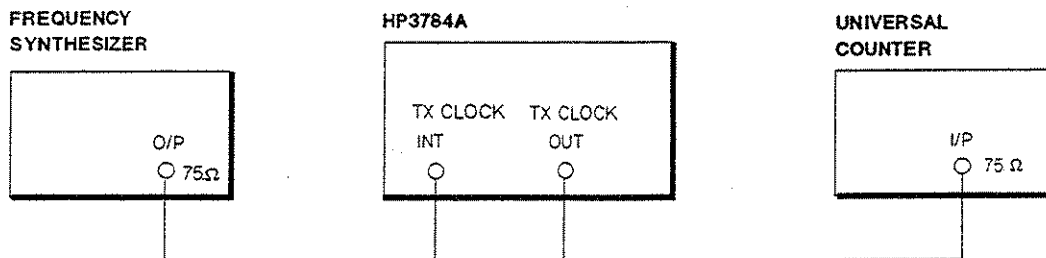 FREQUENCY
SYNTHESIZER
HP3784A
UNIVERSAL
COUNTER
O/P
75Ω
TX CLOCK
INT
TX CLOCK
OUT
I/P
75 Ω